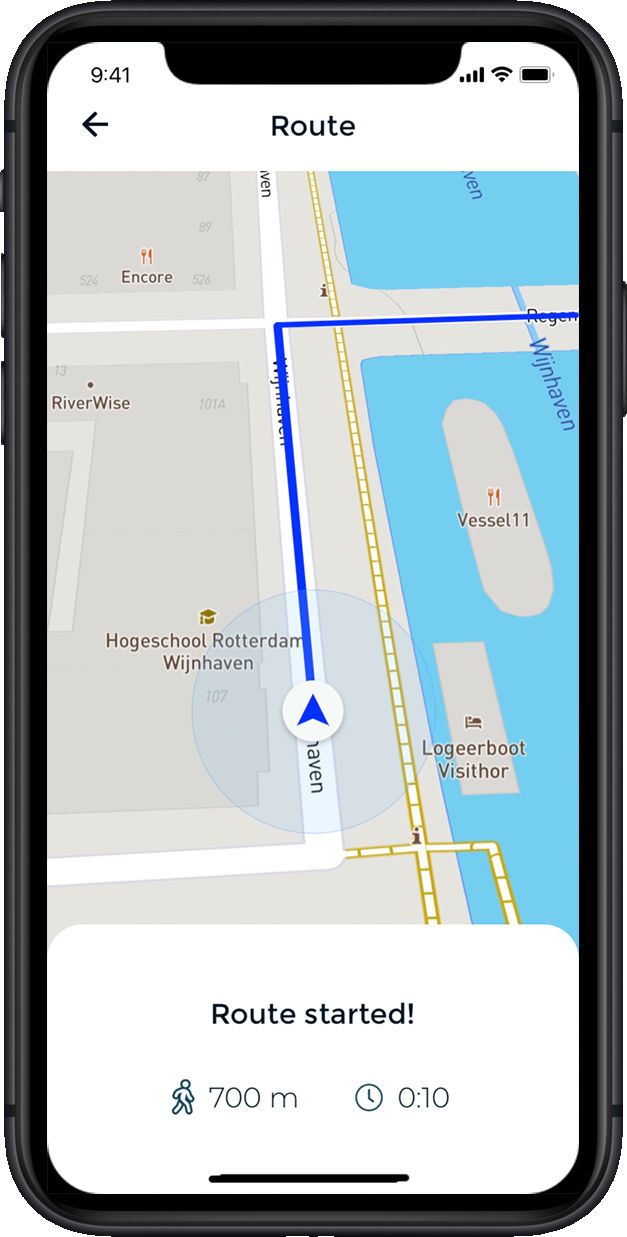 9:41
Route
87
ven
ven
89
Encore
524
526
Regen
Wijnhaven
13
RiverWise
101A
Wijnhaven
Vessel11
Hogeschool Rotterdam
Wijnhaven
107
haven
Logeerboot
Visithor
Route started!
700 m
0:10